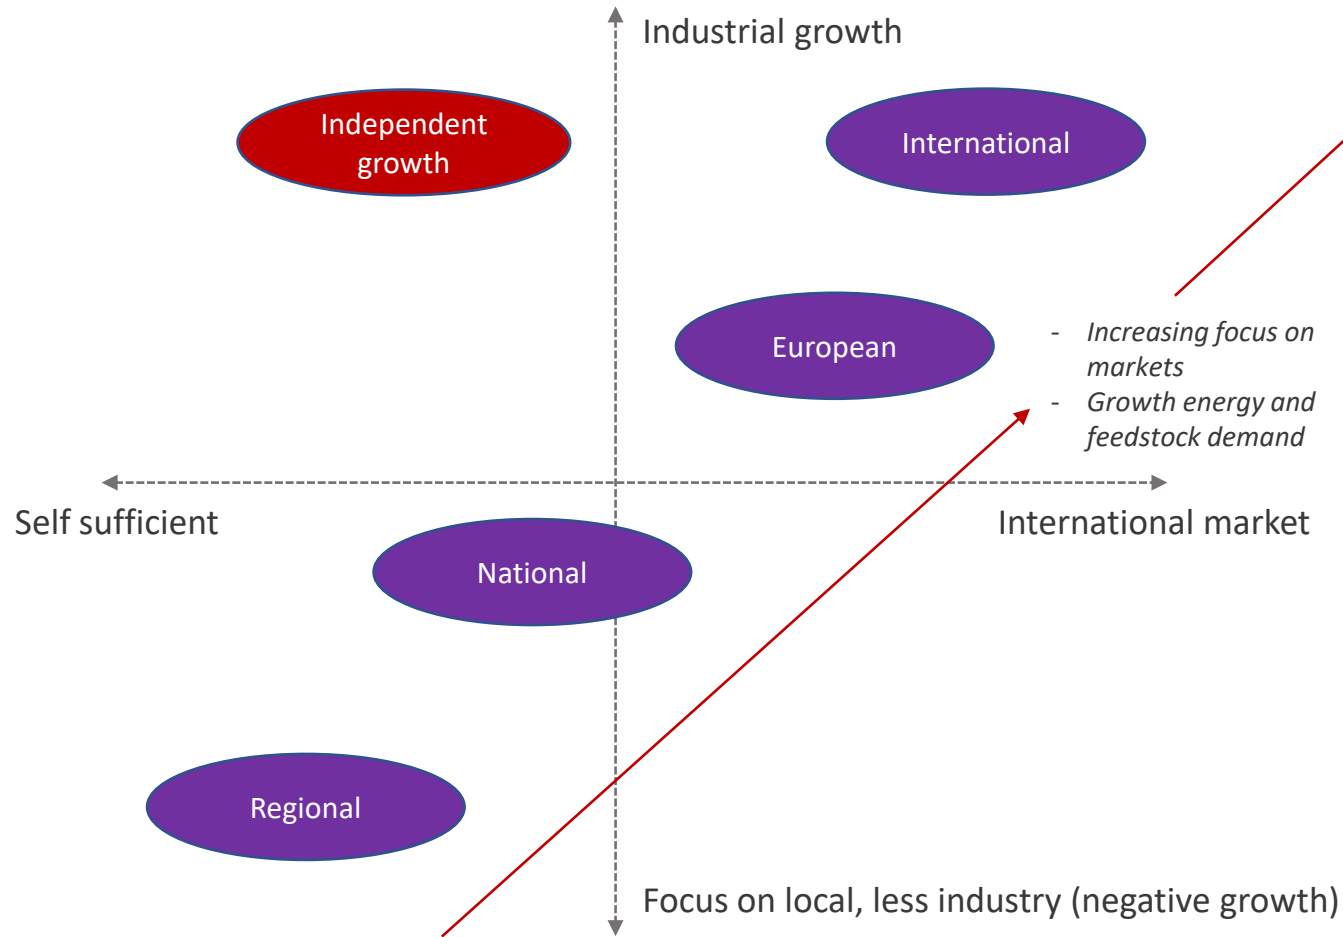 Industrial growth
Independent
growth
International
European
- Increasing focus on
markets
- Growth energy and
feedstock demand
Self sufficient
International market
National
Regional
Focus on local, less industry (negative growth)